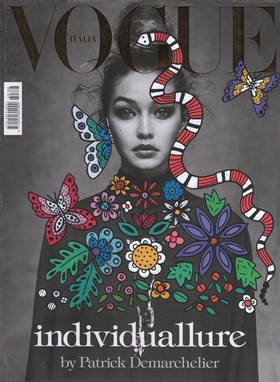 VOGUE
ITALIA
individuallure
by Patrick Demarchelier